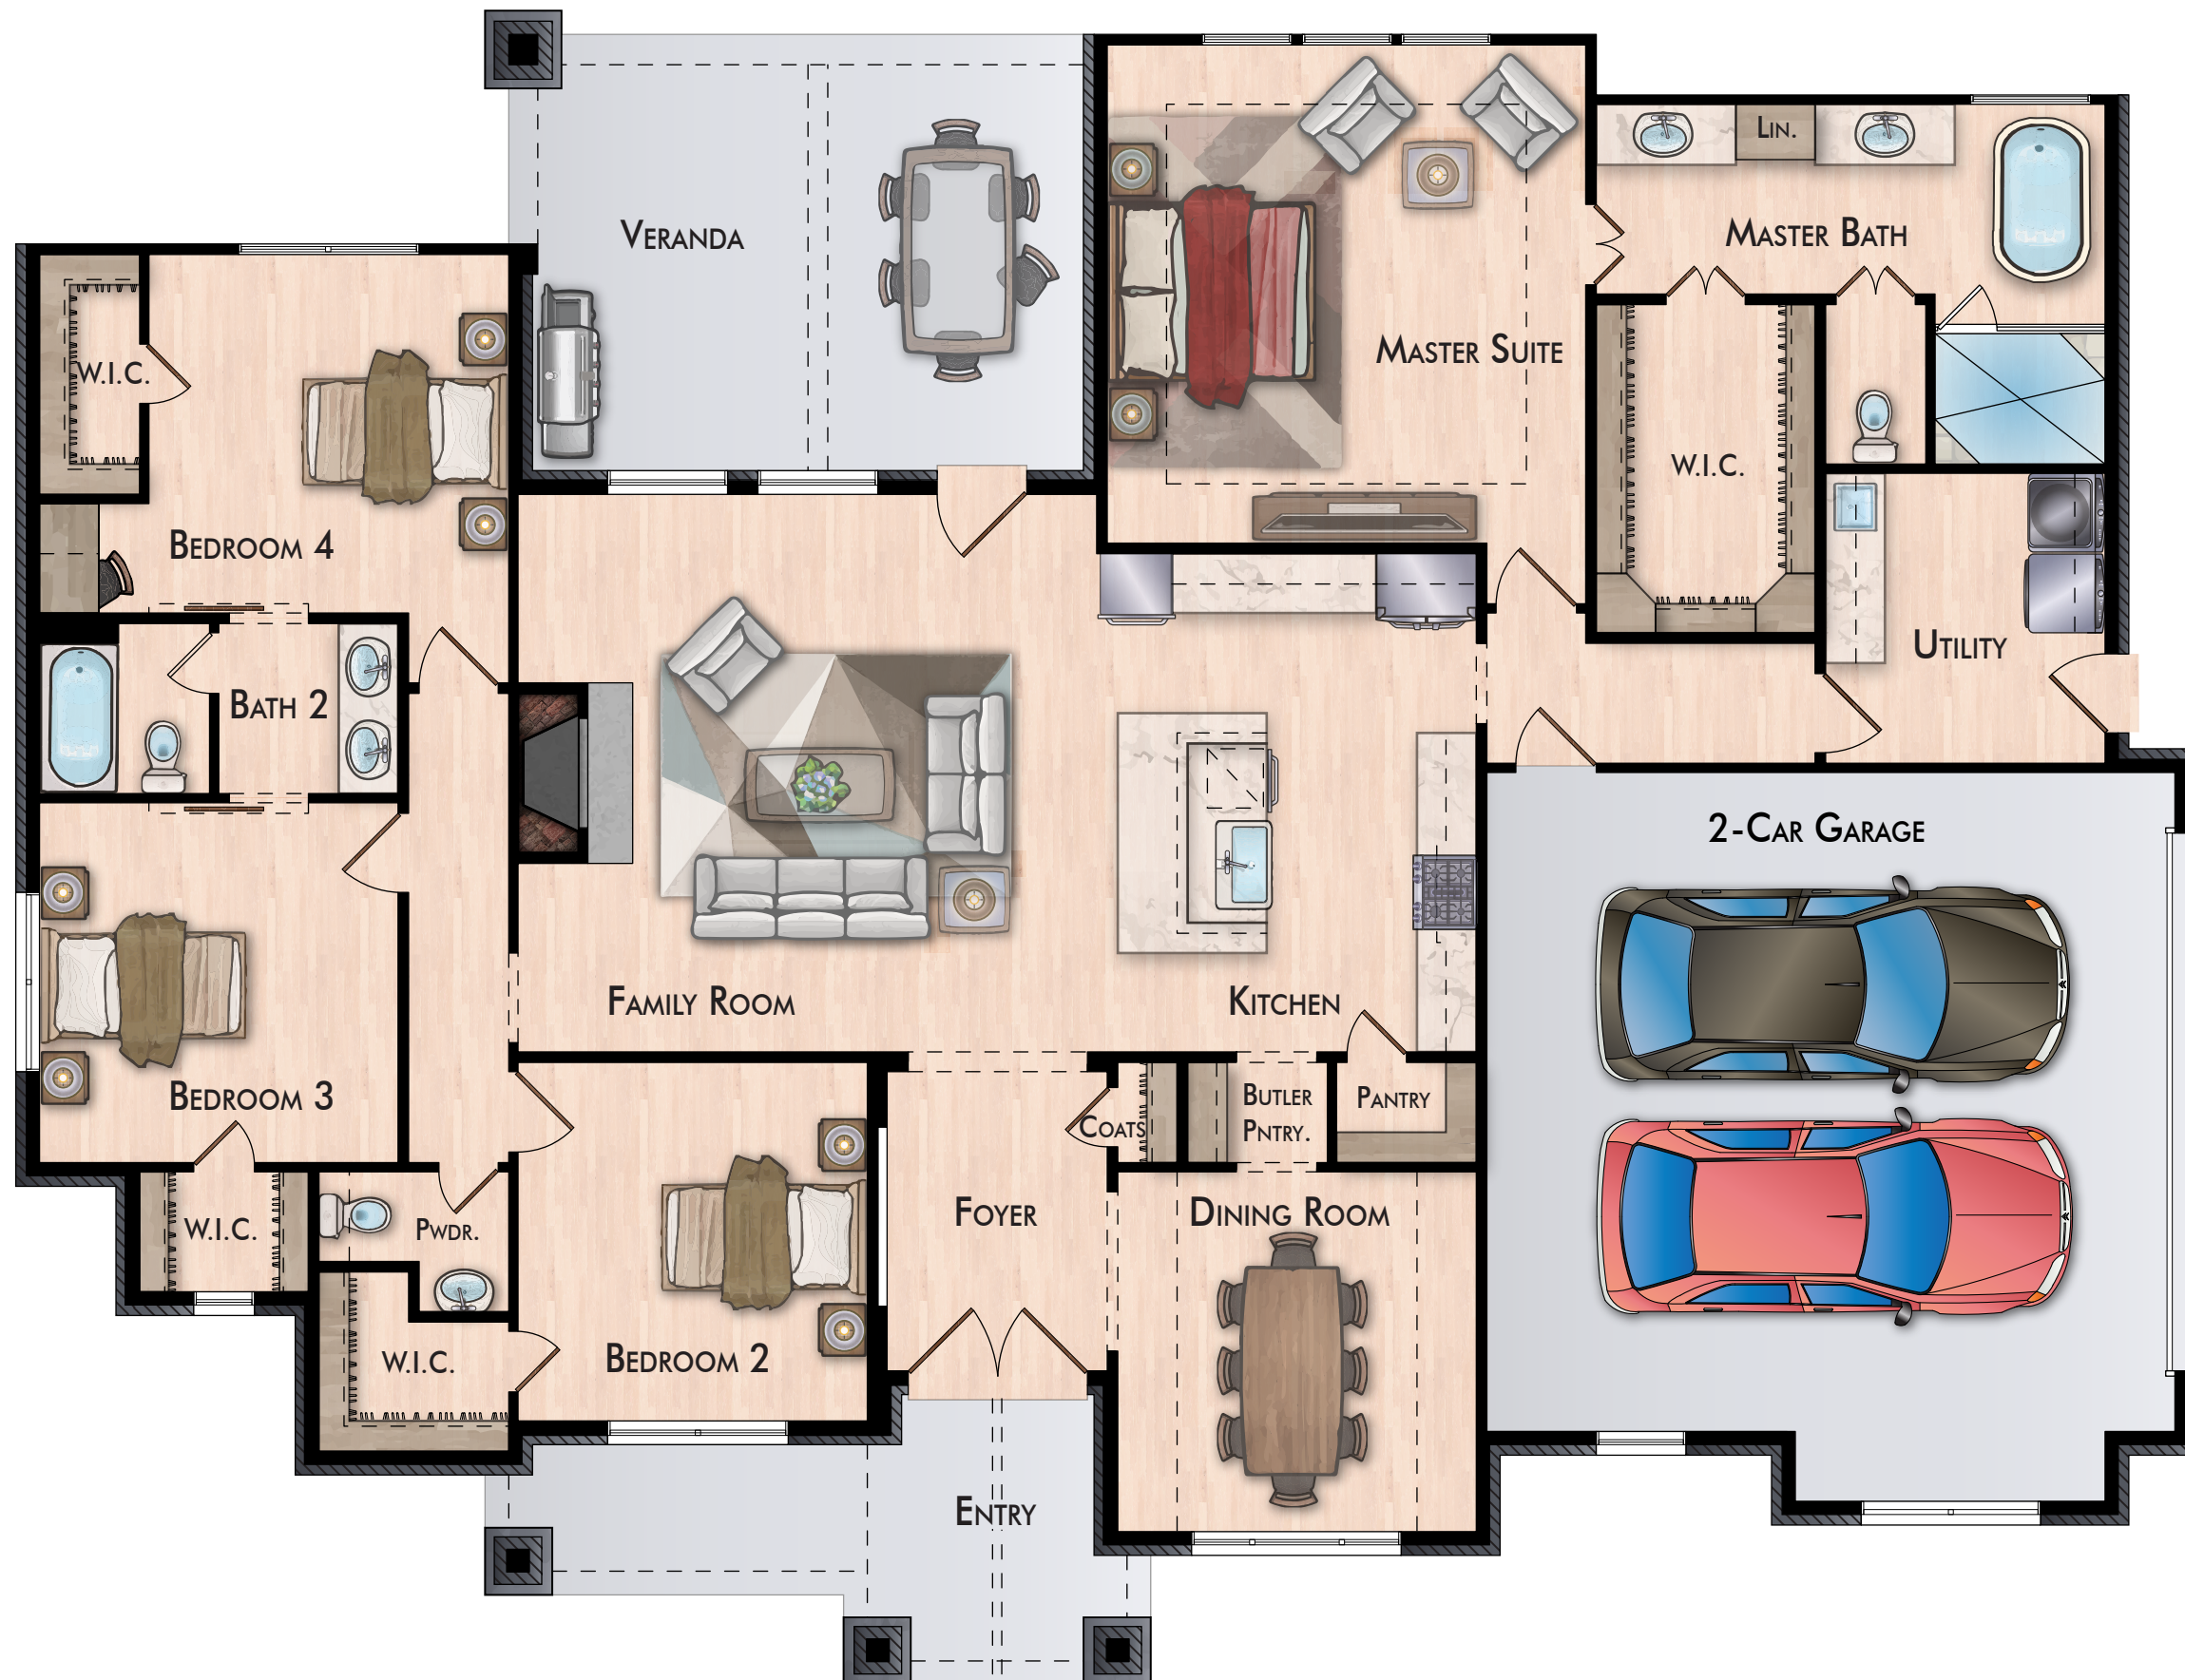 Lin.
Veranda
Master Bath
Master Suite
W.I.C.
W.I.C.
Bedroom 4
Utility
Bath 2
2-Car Garage
Family Room
Kitchen
Bedroom 3
Butler
Pntry.
Pantry
Coats
Foyer
Dining Room
W.I.C.
Pwdr.
W.I.C.
Bedroom 2
Entry